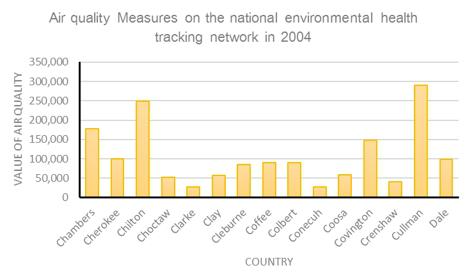 Air quality Measures on the national environmental health
tracking network in 2004
VALUE OF AIR QUALITY
350,000
300,000
250,000
200,000
150,000
100,000
50,000
0
Chambers
Cherokee
Chilton
Choctaw
Clarke
Clay
Cleburne
Coffee
Colbert
Conecuh
Coosa
Covington
Crenshaw
Cullman
Dale
COUNTRY